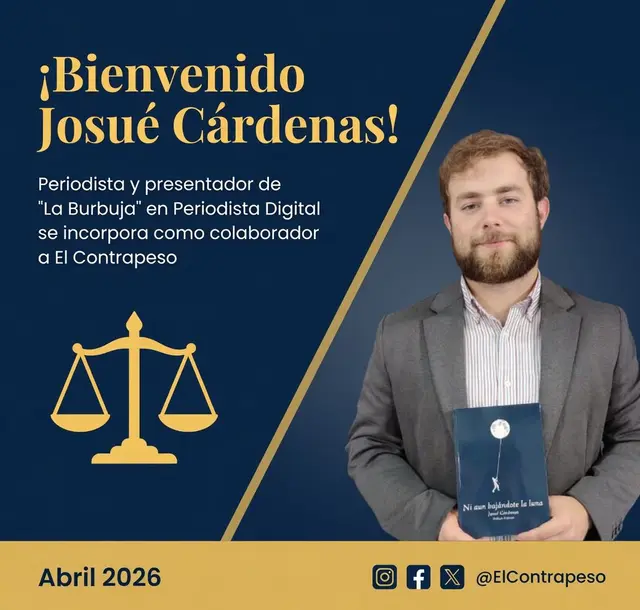 ¡Bienvenido
Josué Cárdenas!
Periodista y presentador de
"La Burbuja" en Periodista Digital
se incorpora como colaborador
a El Contrapeso
Ni aun bajándote la luna
Josué Cárdenas
Abril 2026
@ElContrapeso